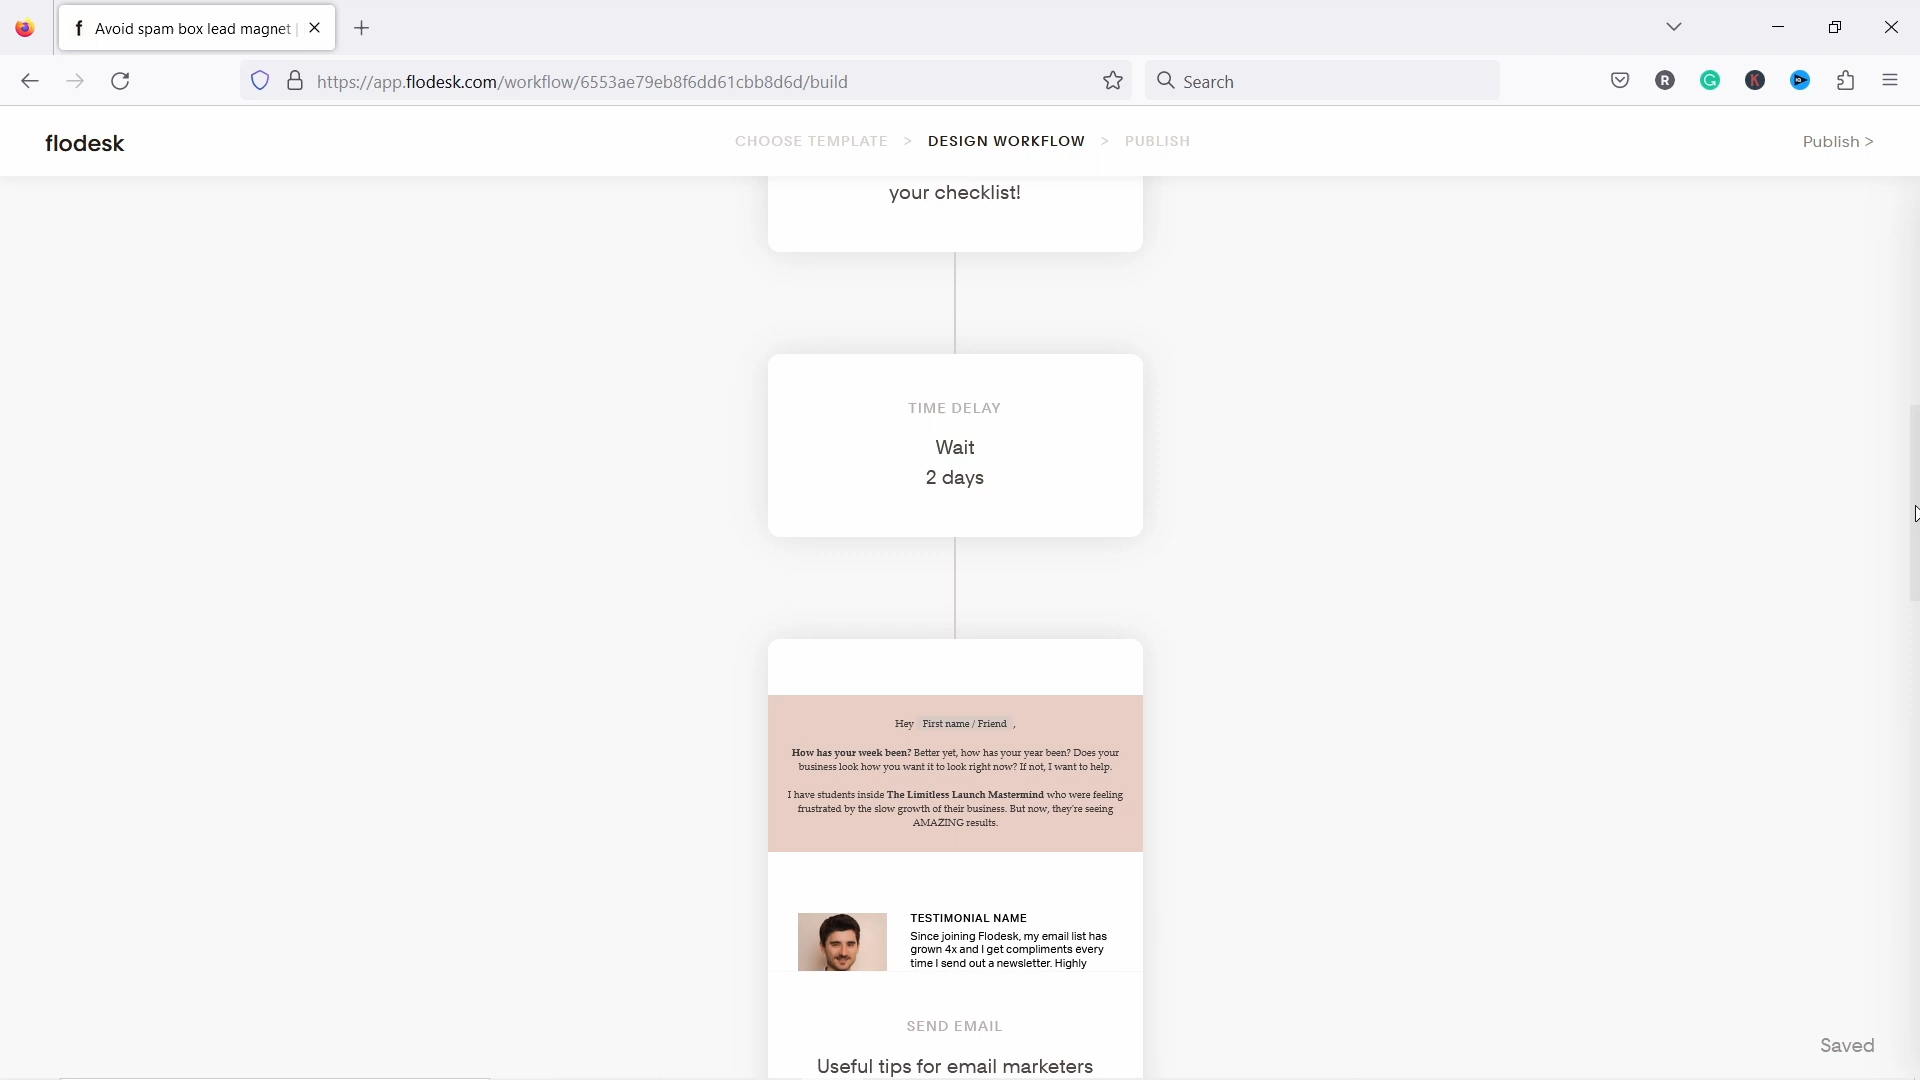 Avoid spam box lead magnet |
https://app.flodesk.com/workflow/6553ae79eb8f6dd61cbb8d6d/build
Search
flodesk
CHOOSE TEMPLATE > DESIGN WORKFLOW > PUBLISH
Publish >
your checklist!
TIME DELAY
Wait
2 days
Hey First name / Friend ,
How has your week been? Better yet, how has your year been? Does your
business look how you want it to look right now? If not, I want to help.
I have students inside The Limitless Launch Mastermind who were feeling
frustrated by the slow growth of their business. But now, they're seeing
AMAZING results.
TESTIMONIAL NAME
Since joining Flodesk, my email list has
grown 4x and I get compliments every
time I send out a newsletter. Highly
SEND EMAIL
Useful tips for email marketers
Saved